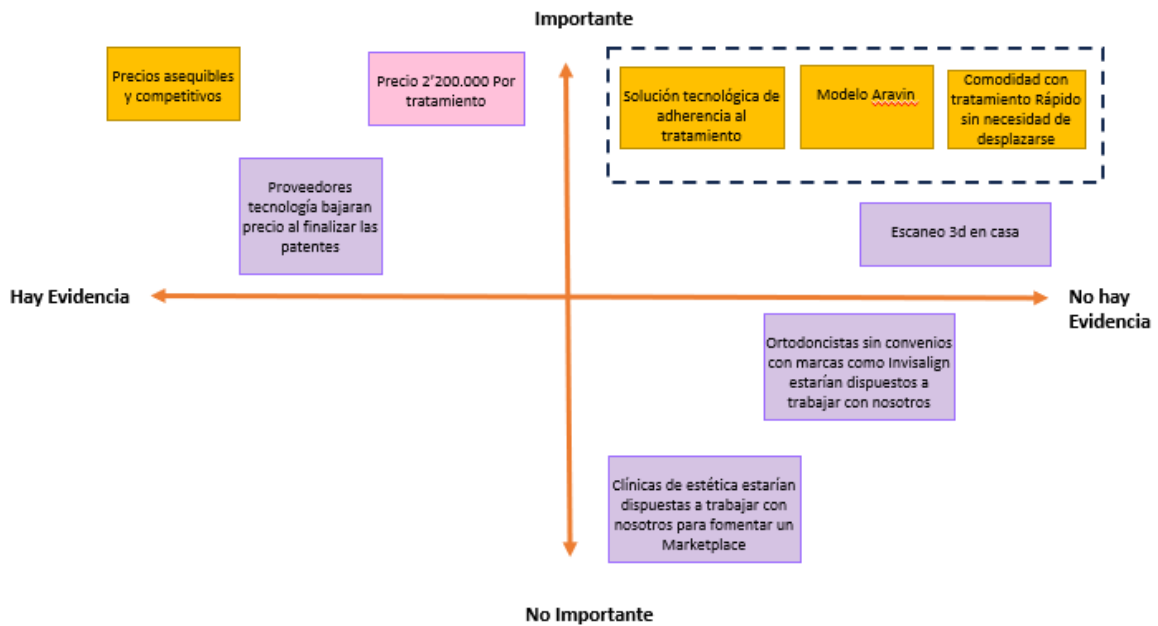 Importante
Precios asequibles
y competitivos
Precio 2'200.000 Por
tratamiento
Solución tecnológica de
adherencia al
tratamiento
Modelo Aravin
Comodidad con
tratamiento Rápido
sin necesidad de
desplazarse
Proveedores
tecnología bajaran
precio al finalizar las
patentes
Escaneo 3d en casa
Hay Evidencia
No hay
Evidencia
Ortodoncistas sin convenios
con marcas como Invisalign
estarían dispuestos a
trabajar con nosotros
Clínicas de estética estarían
dispuestas a trabajar con
nosotros para fomentar un
Marketplace
No Importante